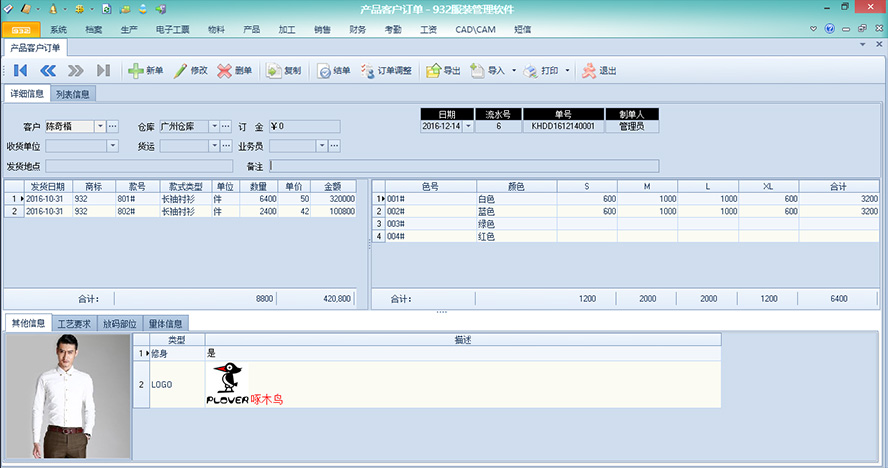 产品客户订单 - 932服装管理软件
系统 档案 生产 电子工票 物料 产品 加工 销售 财务 考勤 工资 CAD\CAM 短信
产品客户订单
新单 修改 删单 复制 结单 订单调整 导出 导入 打印 退出
详细信息 列表信息
日期 流水号 单号 制单人
客户 陈奇楿 仓库 广州仓库 订 金 ￥0 2016-12-14 6 KHDD1612140001 管理员
收货单位 货运 业务员
发货地点 备注
发货日期 商标 款号 款式类型 单位 数量 单价 金额
1 2016-10-31 932 801# 长袖衬衫 件 6400 50 320000
2 2016-10-31 932 802# 长袖衬衫 件 2400 42 100800
合计： 8800 420,800
色号 颜色 S M L XL 合计
1 001# 白色 600 1000 1000 600 3200
2 002# 蓝色 600 1000 1000 600 3200
3 003# 绿色
4 004# 红色
合计： 1200 2000 2000 1200 6400
其他信息 工艺要求 放码部位 量体信息
类型 描述
1 修身 是
2 LOGO
PLOVER 啄木鸟